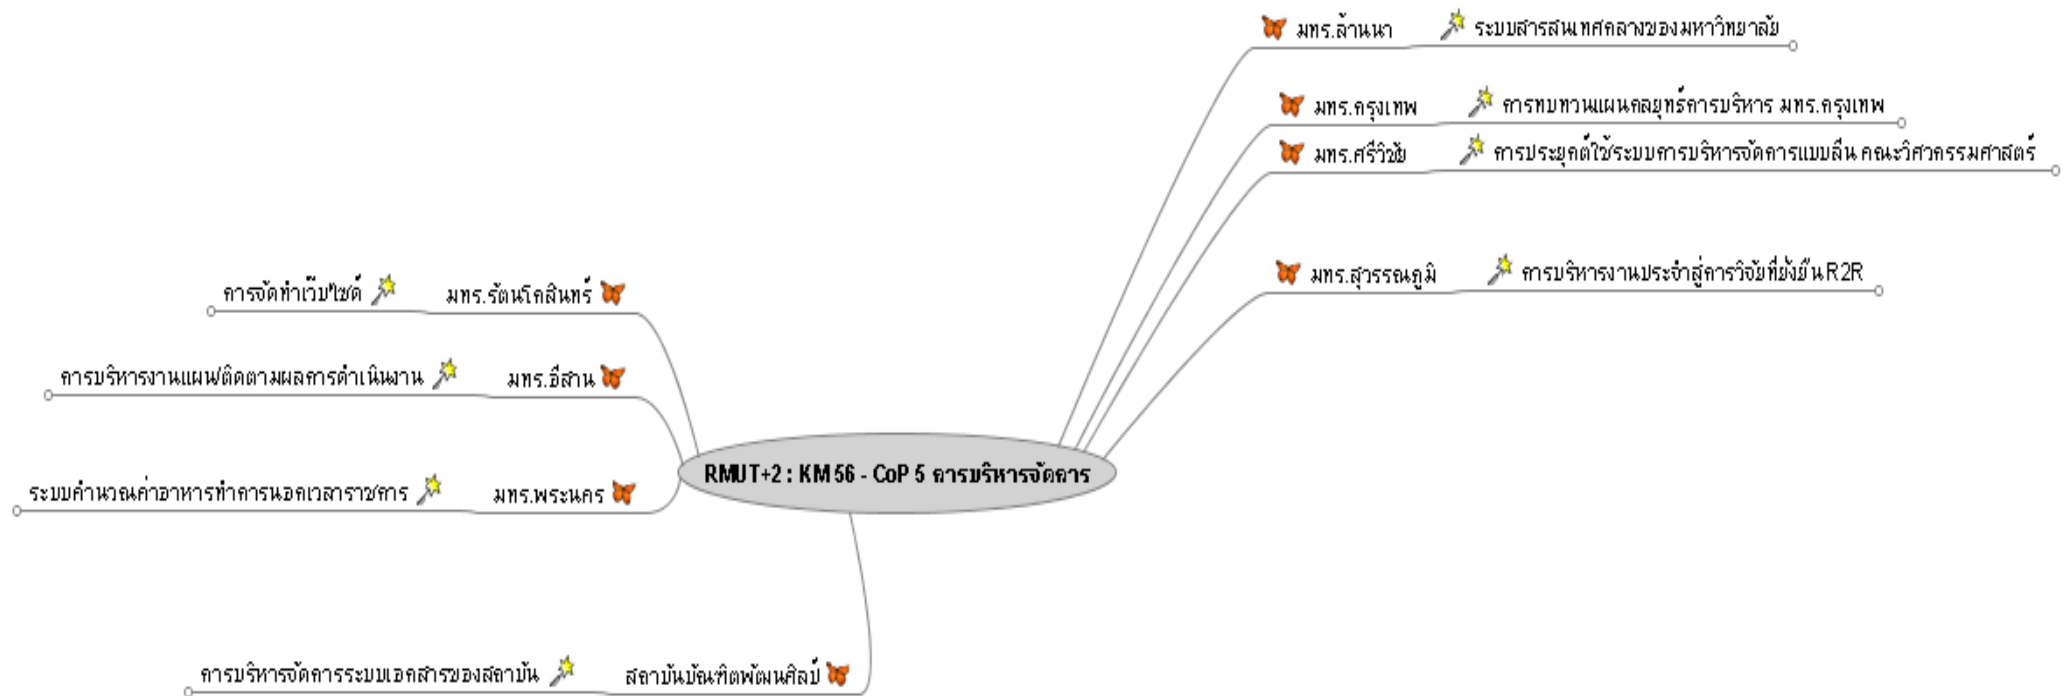 มทร.ล้านนา ระบบสารสนเทศกลางของมหาวิทยาลัย
มทร.กรุงเทพ การทบทวนแผนกลยุทธ์การบริหาร มทร.กรุงเทพ
มทร.ศรีวิชัย การประยุกต์ใช้ระบบการบริหารจัดการแบบลีน คณะวิศวกรรมศาสตร์
มทร.สุวรรณภูมิ การบริหารงานประจำสู่การวิจัยที่ยั่งยืน R2R
การจัดทำเว็บไซต์ มทร.รัตนโกสินทร์
การบริหารงานแผน/ติดตามผลการดำเนินงาน มทร.อีสาน
RMUT+2 : KM 56 - CoP 5 การบริหารจัดการ
ระบบคำนวณค่าอาหารทำการนอกเวลาราชการ มทร.พระนคร
การบริหารจัดการระบบเอกสารของสถาบัน สถาบันบัณฑิตพัฒนศิลป์